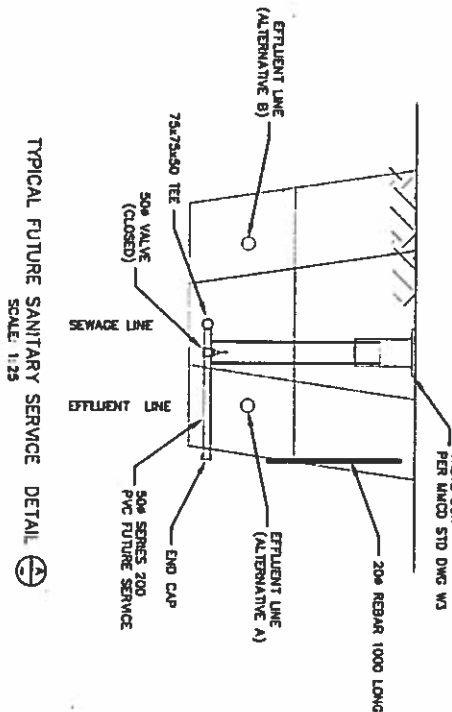 EFFLUENT LINE
(ALTERNATIVE B)
75x75x50 TEE
50ø VALVE
(CLOSED)
SEWAGE LINE
EFFLUENT LINE
PER MMCD STD DWG W3
20ø REBAR 1000 LONG
EFFLUENT LINE
(ALTERNATIVE A)
END CAP
50ø SERIES 200
PVC FUTURE SERVICE
TYPICAL FUTURE SANITARY SERVICE DETAIL
SCALE: 1:25
A